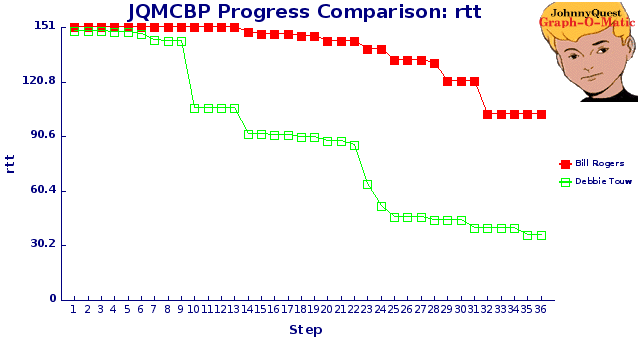 JQMCBP Progress Comparison: rtt
JohnnyQuest
Graph-O-Matic
151
120.8
90.6
60.4
30.2
0
rtt
Bill Rogers
Debbie Touw
1 2 3 4 5 6 7 8 9 10 11 12 13 14 15 16 17 18 19 20 21 22 23 24 25 26 27 28 29 30 31 32 33 34 35 36
Step